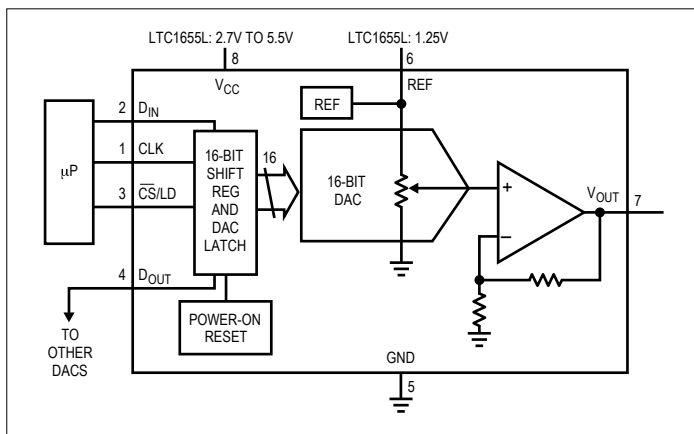 LTC1655L: 2.7V TO 5.5V
LTC1655L: 1.25V
8
6
VCC
REF
REF
μP
2 DIN
1 CLK
3 CS/LD
4 DOUT
16-BIT
SHIFT
REG
AND
DAC
LATCH
16
16-BIT
DAC
+
–
VOUT
7
POWER-ON
RESET
TO
OTHER
DACS
GND
5